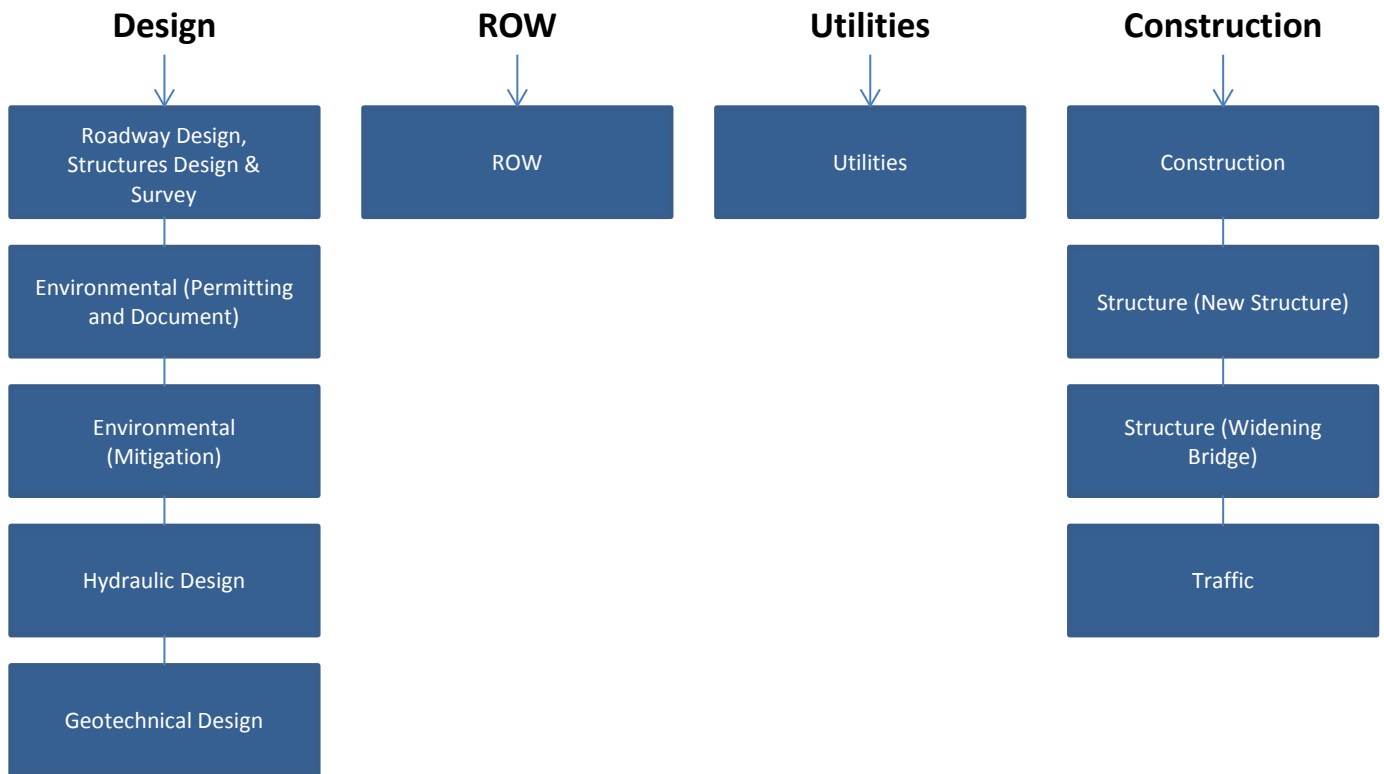 Design
ROW
Utilities
Construction
Roadway Design,
Structures Design &
Survey
ROW
Utilities
Construction
Environmental (Permitting
and Document)
Structure (New Structure)
Environmental
(Mitigation)
Structure (Widening
Bridge)
Hydraulic Design
Traffic
Geotechnical Design